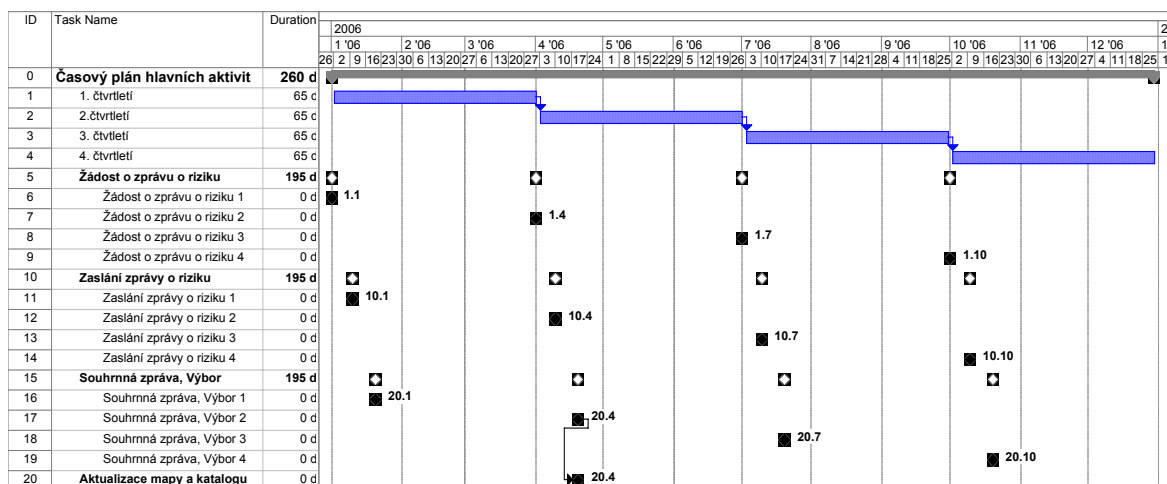 ID Task Name Duration 2006 2
1 '06 2 '06 3 '06 4 '06 5 '06 6 '06 7 '06 8 '06 9 '06 10 '06 11 '06 12 '06 1
26 2 9 16 23 30 6 13 20 27 6 13 20 27 3 10 17 24 1 8 15 22 29 5 12 19 26 3 10 17 24 31 7 14 21 28 4 11 18 25 2 9 16 23 30 6 13 20 27 4 11 18 25 1
0 Časový plán hlavních aktivit 260 d
1 1. čtvrtletí 65 d
2 2.čtvrtletí 65 d
3 3. čtvtletí 65 d
4 4. čtvrtletí 65 d
5 Žádost o zprávu o riziku 195 d
6 Žádost o zprávu o riziku 1 0 d 1.1
7 Žádost o zprávu o riziku 2 0 d 1.4
8 Žádost o zprávu o riziku 3 0 d 1.7
9 Žádost o zprávu o riziku 4 0 d 1.10
10 Zaslání zprávy o riziku 195 d
11 Zaslání zprávy o riziku 1 0 d 10.1
12 Zaslání zprávy o riziku 2 0 d 10.4
13 Zaslání zprávy o riziku 3 0 d 10.7
14 Zaslání zprávy o riziku 4 0 d 10.10
15 Souhrnná zpráva, Výbor 195 d
16 Souhrnná zpráva, Výbor 1 0 d 20.1
17 Souhrnná zpráva, Výbor 2 0 d 20.4
18 Souhrnná zpráva, Výbor 3 0 d 20.7
19 Souhrnná zpráva, Výbor 4 0 d 20.10
20 Aktualizace mapy a katalogu 0 d 20.4